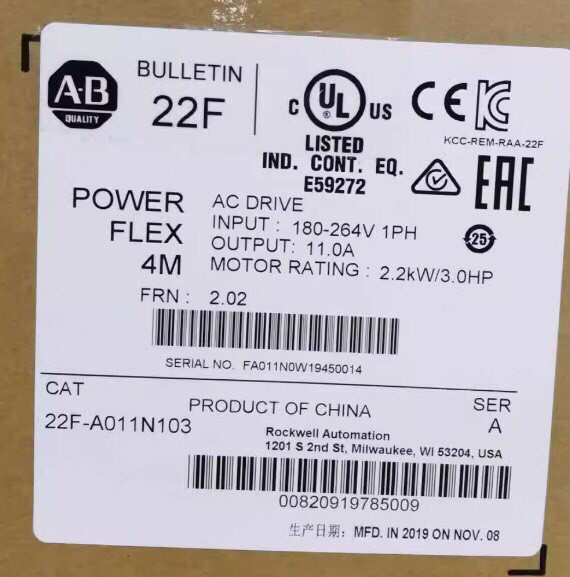 A-B
QUALITY
BULLETIN
22F
C UL US
®
LISTED
IND. CONT. EQ.
E59272
CE
KC
KCC-REM-RAA-22F
EAC
25
POWER
FLEX
4M
AC DRIVE
INPUT : 180-264V 1PH
OUTPUT: 11.0A
MOTOR RATING : 2.2kW/3.0HP
FRN : 2.02
SERIAL NO. FA011N0W19450014
CAT
22F-A011N103
PRODUCT OF CHINA
SER
A
Rockwell Automation
1201 S 2nd St, Milwaukee, WI 53204, USA
00820919785009
生产日期: MFD. IN 2019 ON NOV. 08